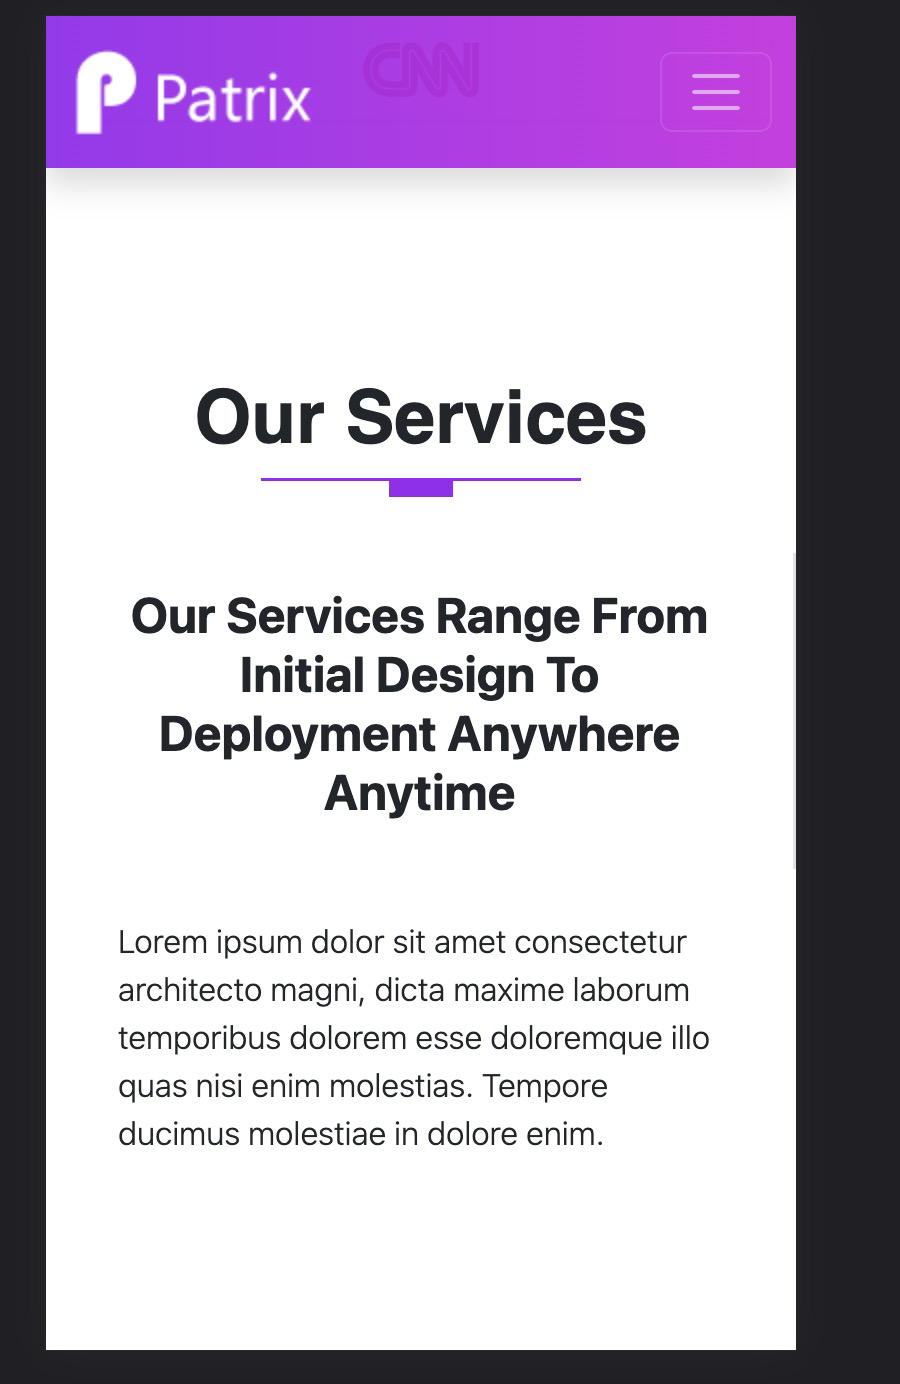 Patrix
CNN
Our Services
Our Services Range From
Initial Design To
Deployment Anywhere
Anytime
Lorem ipsum dolor sit amet consectetur
architecto magni, dicta maxime laborum
temporibus dolorem esse doloremque illo
quas nisi enim molestias. Tempore
ducimus molestiae in dolore enim.